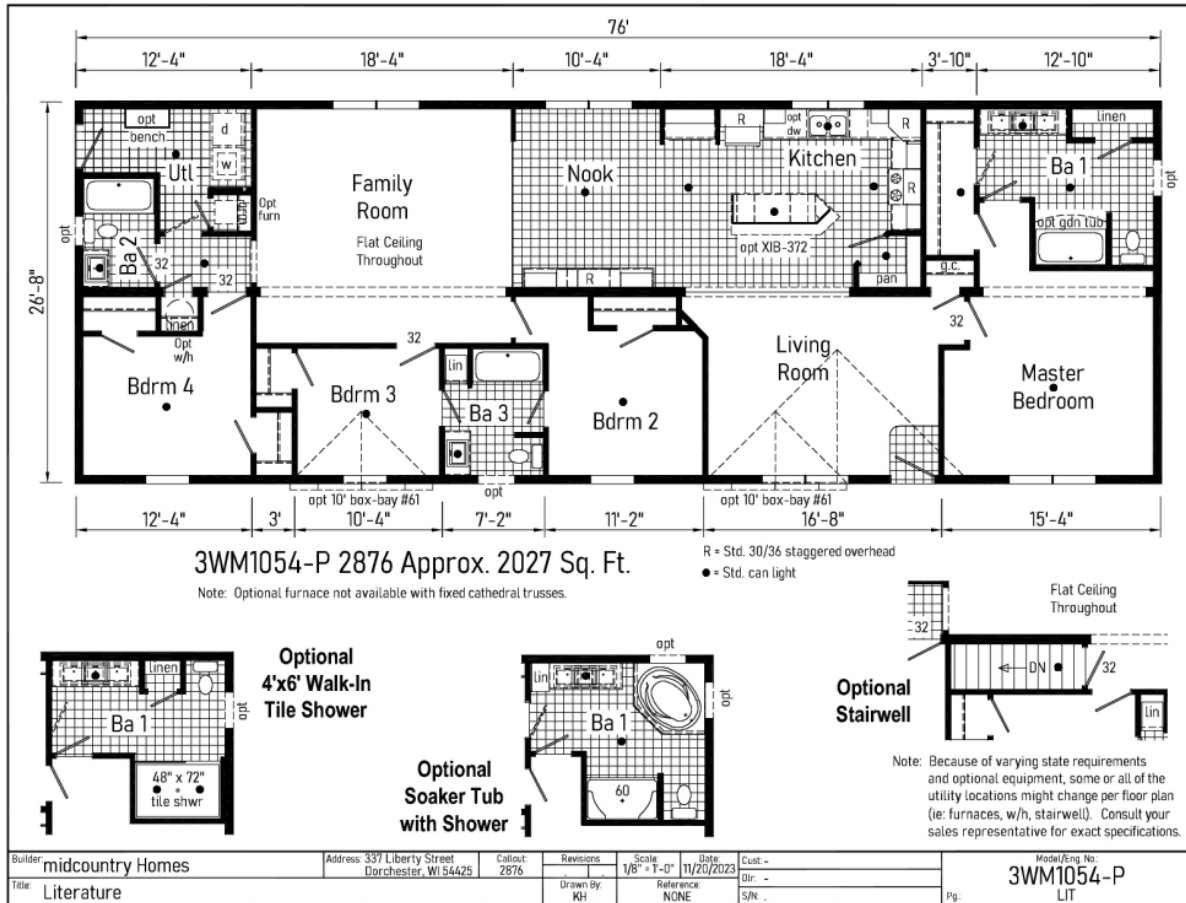 76'
12'-4" 18'-4" 10'-4" 18'-4" 3'-10" 12'-10"
26'-8"
opt
bench
d
w
Utl
Opt
furn
opt
Ba 2
32
32
linen
Opt
w/h
Family
Room
Flat Ceiling
Throughout
Nook
R
R
opt
dw
R
Kitchen
R
opt XIB-372
pan
linen
Ba 1
opt
opt gdn tub
g.c.
32
Bdrm 4
32
Bdrm 3
lin
Ba 3
Bdrm 2
Living
Room
Master
Bedroom
opt 10' box-bay #61
opt
opt 10' box-bay #61
12'-4" 3' 10'-4" 7'-2" 11'-2" 16'-8" 15'-4"
3WM1054-P 2876 Approx. 2027 Sq. Ft.
Note: Optional furnace not available with fixed cathedral trusses.
R = Std. 30/36 staggered overhead
● = Std. can light
linen
Ba 1
opt
48" x 72"
tile shwr
Optional
4'x6' Walk-In
Tile Shower
opt
lin
Ba 1
opt
60
Optional
Soaker Tub
with Shower
Flat Ceiling
Throughout
32
DN
32
lin
Optional
Stairwell
Note: Because of varying state requirements
and optional equipment, some or all of the
utility locations might change per floor plan
(ie: furnaces, w/h, stairwell). Consult your
sales representative for exact specifications.
Builder: midcountry Homes
Address: 337 Liberty Street
Dorchester, WI 54425
Callout:
2876
Revisions
Scale:
1/8" = 1'-0"
Date:
11/20/2023
Cust: -
Dlr: -
S/N: .
Model/Eng. No.:
3WM1054-P
Title: Literature
Drawn By:
KH
Reference:
NONE
Pg.: LIT